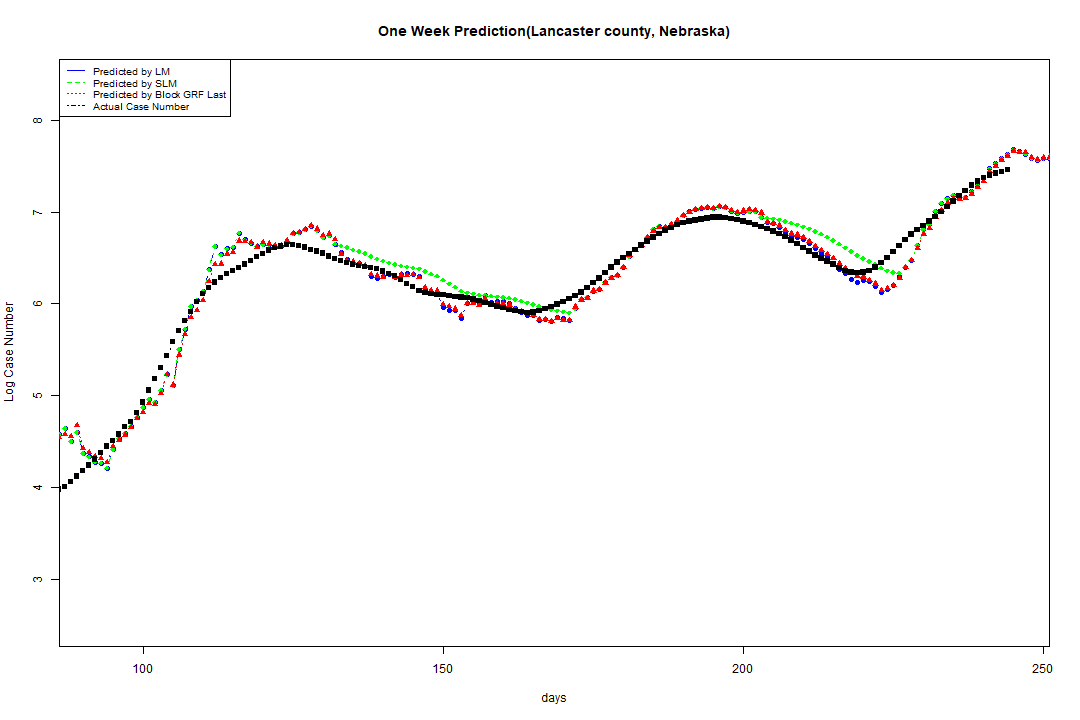 One Week Prediction(Lancaster county, Nebraska)
Predicted by LM
Predicted by SLM
Predicted by Block GRF Last
Actual Case Number
8
7
6
5
4
3
Log Case Number
100 150 200 250
days